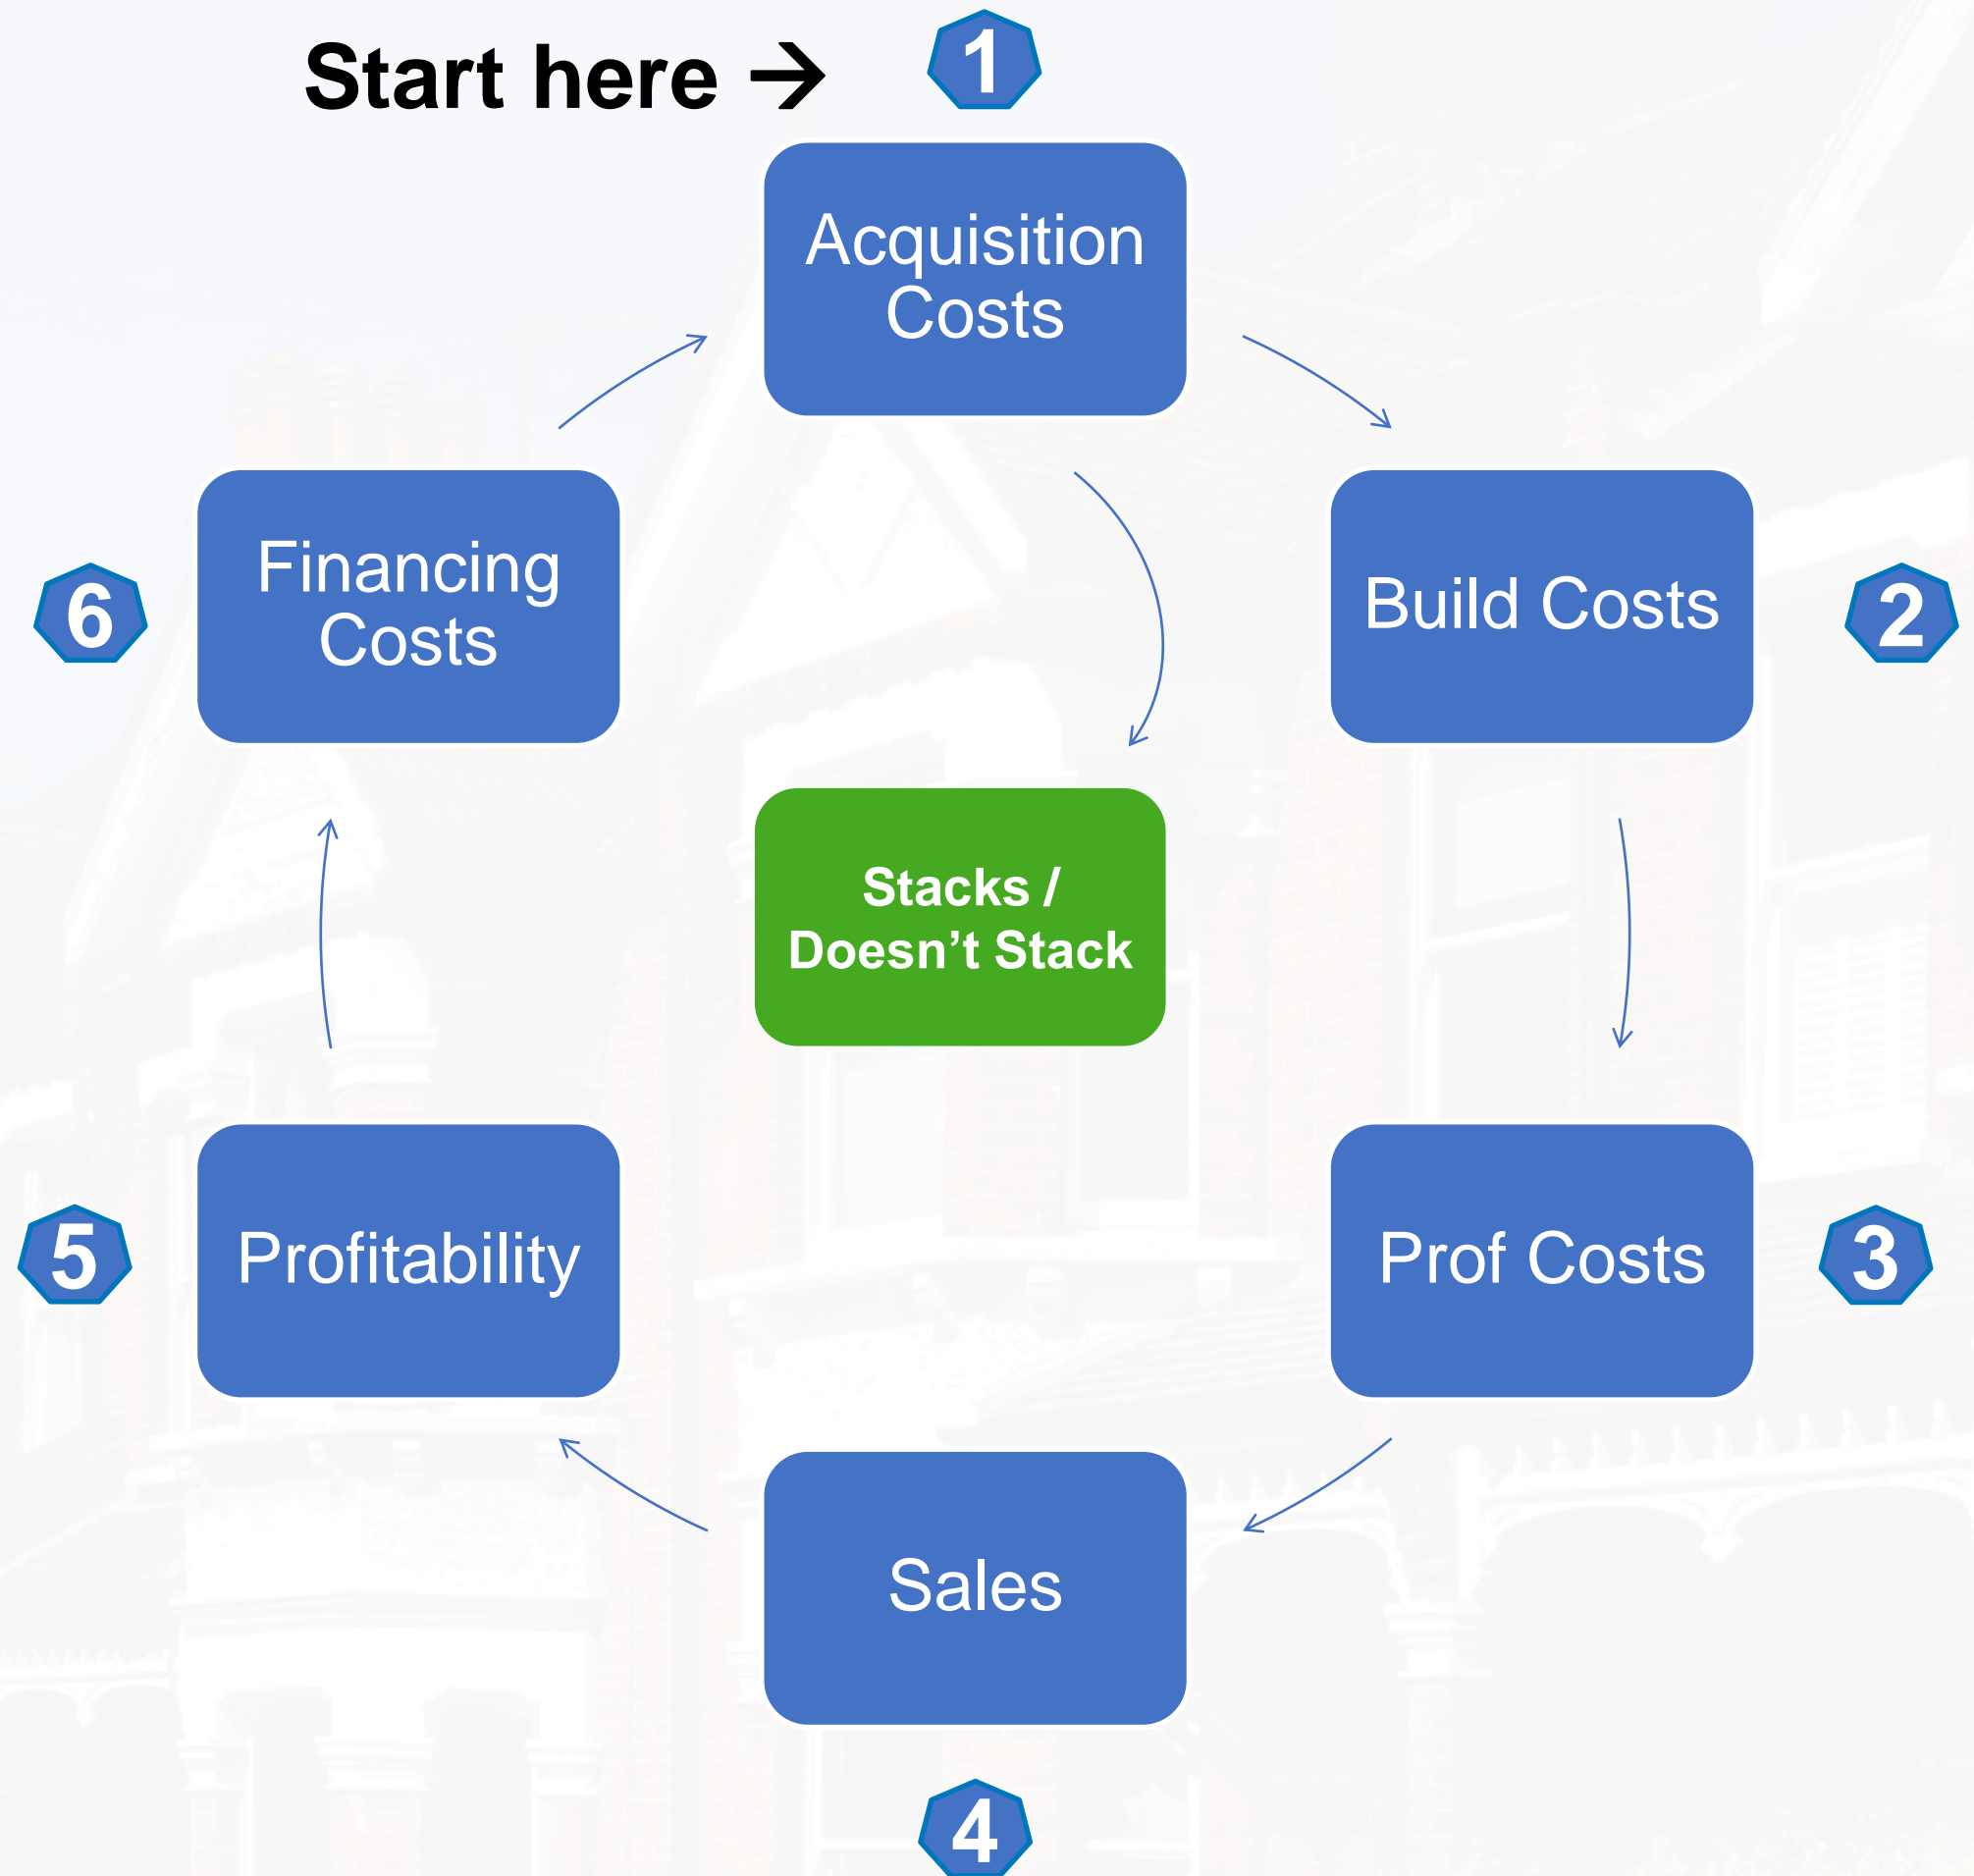 Start here →
1
Acquisition
Costs
Build Costs
2
Prof Costs
3
Sales
4
Profitability
5
Financing
Costs
6
Stacks /
Doesn’t Stack